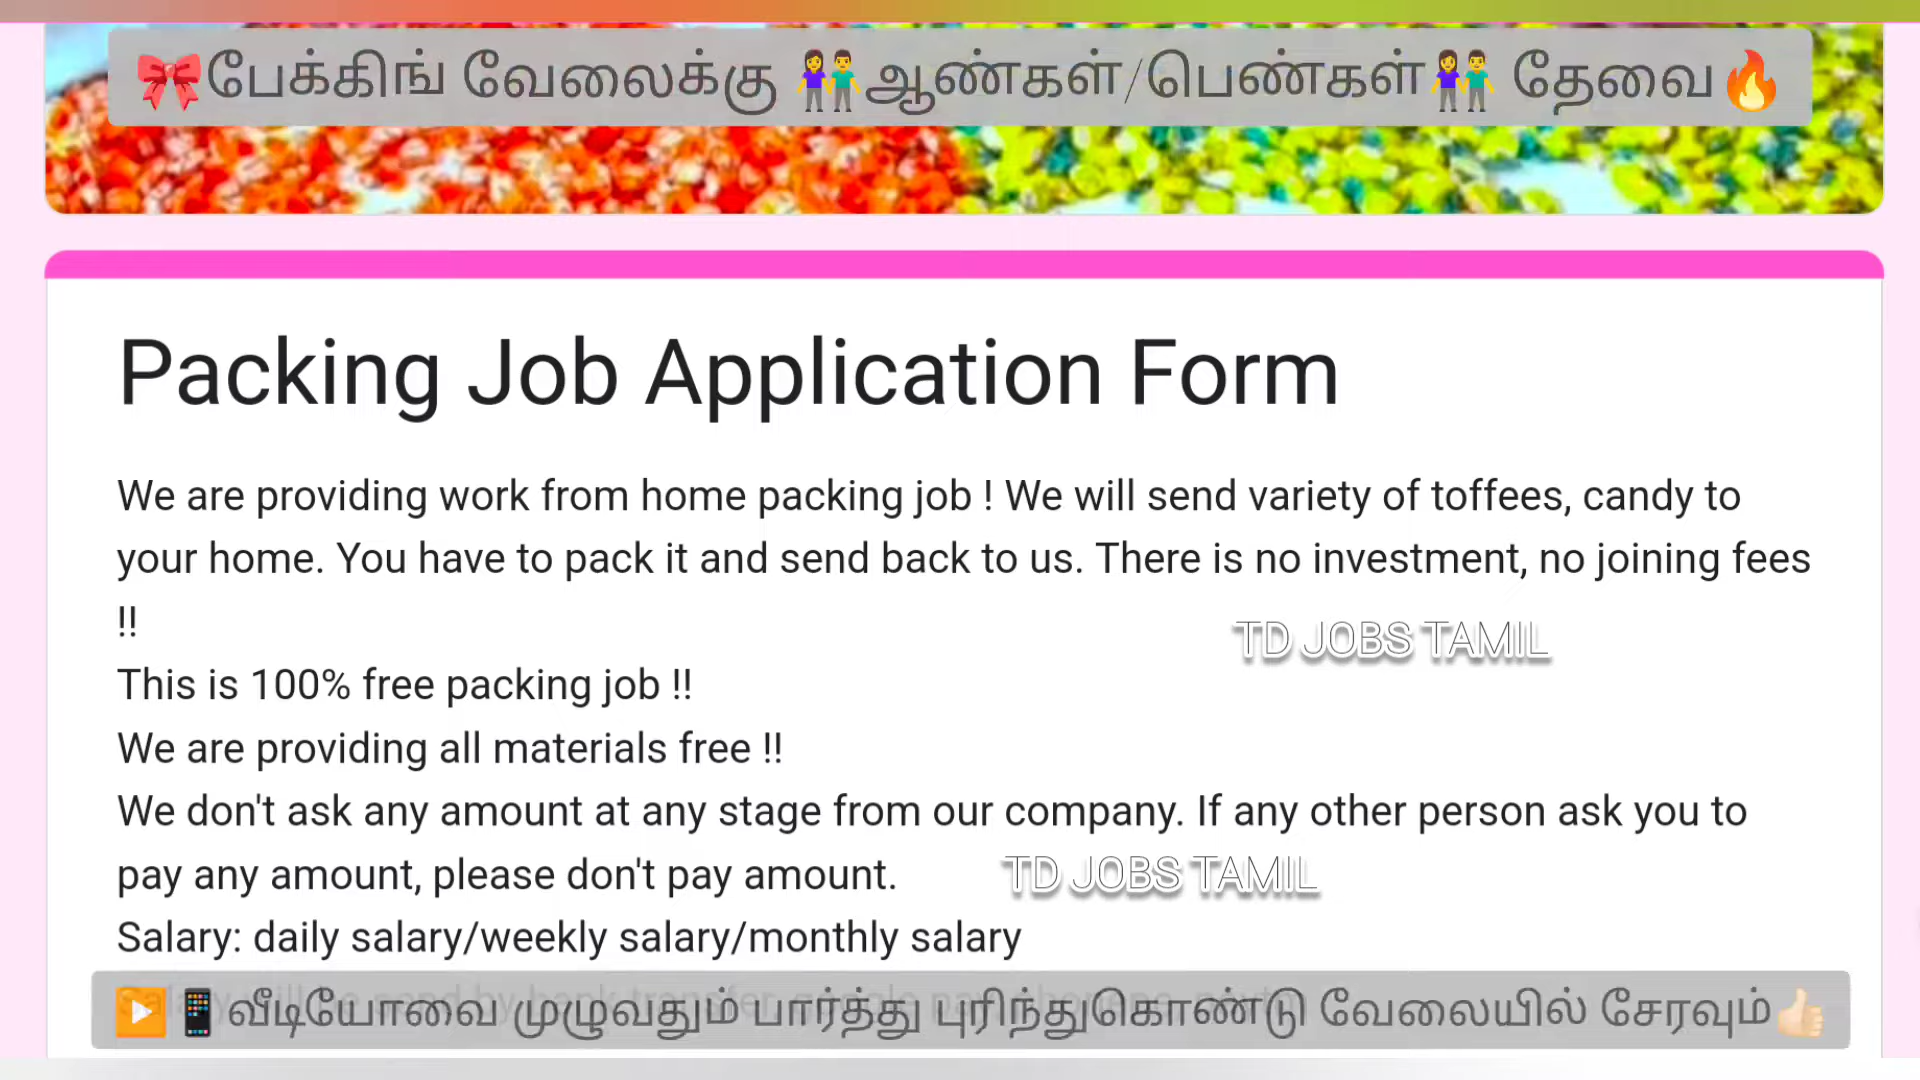 🎀பேக்கிங் வேலைக்கு 👫ஆண்கள்/பெண்கள்👫 தேவை🔥
Packing Job Application Form
We are providing work from home packing job ! We will send variety of toffees, candy to
your home. You have to pack it and send back to us. There is no investment, no joining fees
!!
TD JOBS TAMIL
This is 100% free packing job !!
We are providing all materials free !!
We don't ask any amount at any stage from our company. If any other person ask you to
pay any amount, please don't pay amount.
TD JOBS TAMIL
Salary: daily salary/weekly salary/monthly salary
▶️📱வீடியோவை முழுவதும் பார்த்து புரிந்துகொண்டு வேலையில் சேரவும்👍🏻